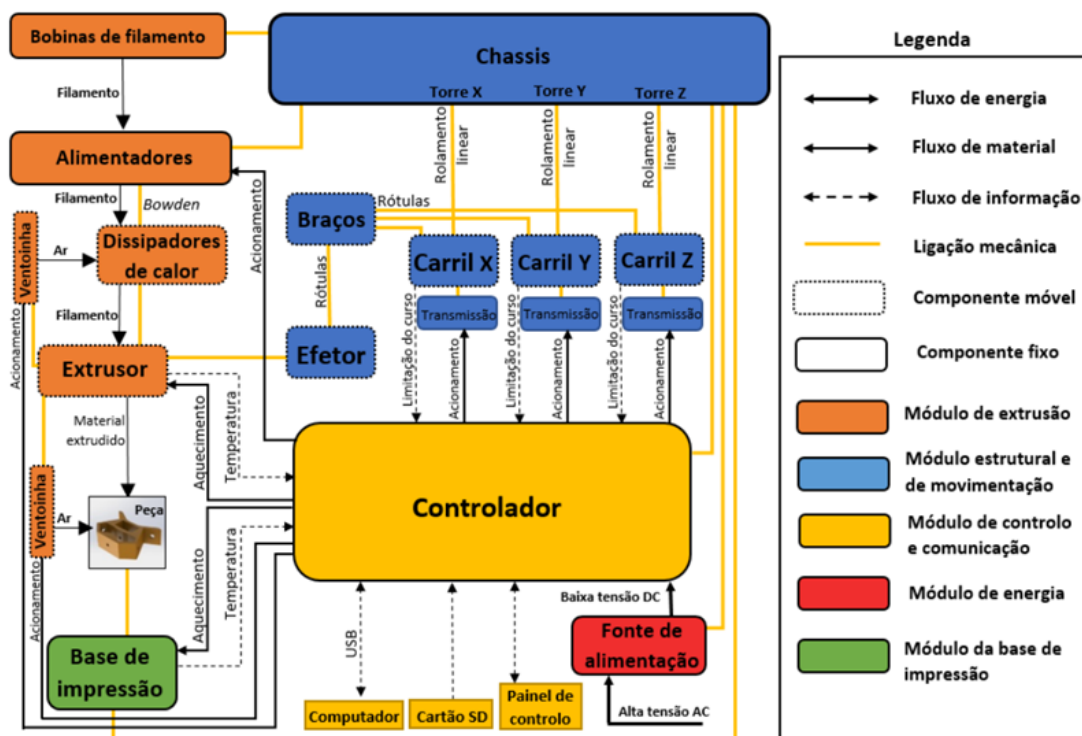 Bobinas de filamento
Chassis
Torre X
Torre Y
Torre Z
Filamento
Alimentadores
Rolamento
linear
Rolamento
linear
Rolamento
linear
Filamento
Bowden
Acionamento
Braços
Rótulas
Ventoinha
Ar
Dissipadores
de calor
Carril X
Carril Y
Carril Z
Rótulas
Filamento
Transmissão
Transmissão
Transmissão
Acionamento
Extrusor
Efetor
Limitação do curso
Acionamento
Limitação do curso
Acionamento
Limitação do curso
Acionamento
Material
extrudido
Aquecimento
Temperatura
Controlador
Ventoinha
Ar
Peça
Acionamento
Aquecimento
Temperatura
Base de
impressão
USB
Baixa tensão DC
Fonte de
alimentação
Computador
Cartão SD
Painel de
controlo
Alta tensão AC
Legenda
Fluxo de energia
Fluxo de material
Fluxo de informação
Ligação mecânica
Componente móvel
Componente fixo
Módulo de extrusão
Módulo estrutural e
de movimentação
Módulo de controlo
e comunicação
Módulo de energia
Módulo da base de
impressão